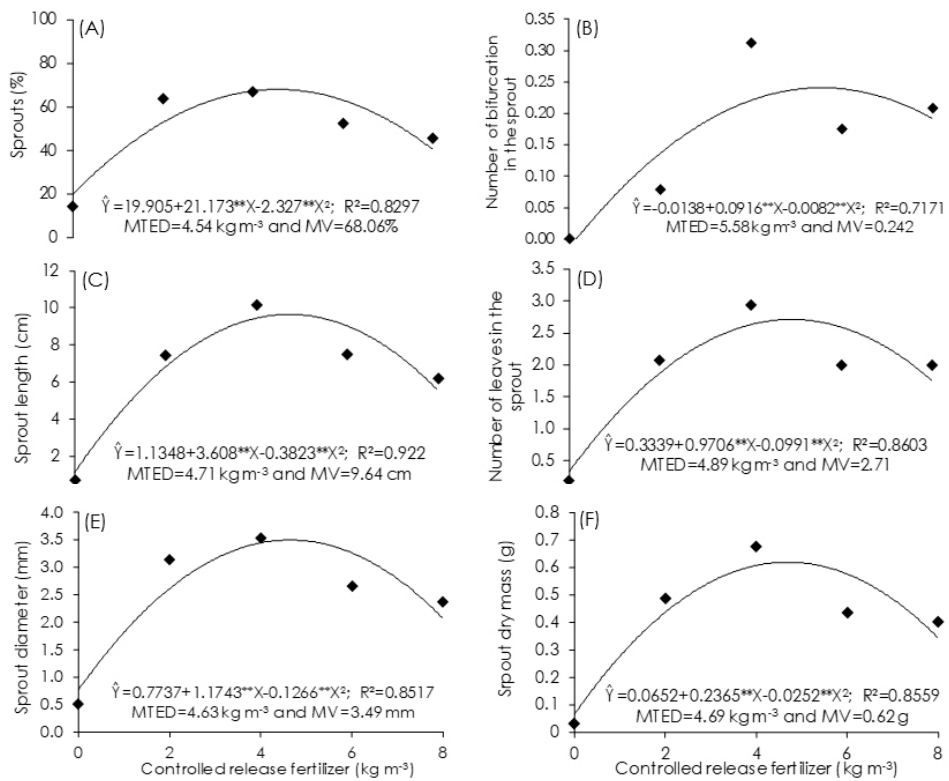 (A)
Sprouts (%)
100
80
60
40
20
0
Ŷ=19.905+21.173**X-2.327**X²; R²=0.8297
MTED=4.54 kg m⁻³ and MV=68.06%
(B)
Number of bifurcation
in the sprout
0.35
0.30
0.25
0.20
0.15
0.10
0.05
0.00
Ŷ=-0.0138+0.0916**X-0.0082**X²; R²=0.7171
MTED=5.58 kg m⁻³ and MV=0.242
(C)
Sprout length (cm)
12
10
8
6
4
2
Ŷ=1.1348+3.608**X-0.3823**X²; R²=0.922
MTED=4.71 kg m⁻³ and MV=9.64 cm
(D)
Number of leaves in the
sprout
3.5
3.0
2.5
2.0
1.5
1.0
0.5
Ŷ=0.3339+0.9706**X-0.0991**X²; R²=0.8603
MTED=4.89 kg m⁻³ and MV=2.71
(E)
Sprout diameter (mm)
4.0
3.5
3.0
2.5
2.0
1.5
1.0
0.5
0.0
Ŷ=0.7737+1.1743**X-0.1266**X²; R²=0.8517
MTED=4.63 kg m⁻³ and MV=3.49 mm
0 2 4 6 8
Controlled release fertilizer (kg m⁻³)
(F)
Srpout dry mass (g)
0.8
0.7
0.6
0.5
0.4
0.3
0.2
0.1
0
Ŷ=0.0652+0.2365**X-0.0252**X²; R²=0.8559
MTED=4.69 kg m⁻³ and MV=0.62 g
0 2 4 6 8
Controlled release fertilizer (kg m⁻³)